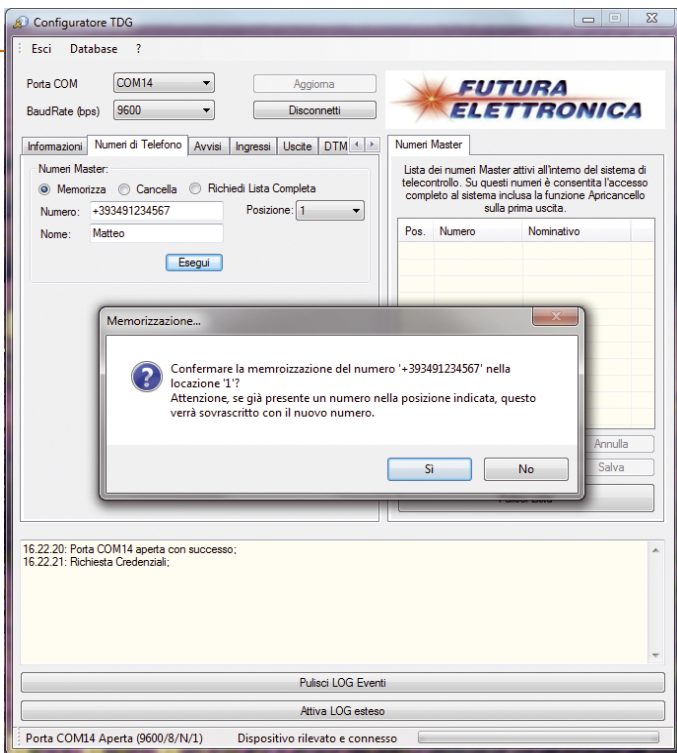 Configuratore TDG
Esci Database ?
Porta COM COM14 Aggiorna
BaudRate (bps) 9600 Disconnetti
FUTURA
ELETTRONICA
Informazioni Numeri di Telefono Avvisi Ingressi Uscite DTM
Numeri Master:
Memorizza Cancella Richiedi Lista Completa
Numero: +393491234567 Posizione: 1
Nome: Matteo
Esegui
Numeri Master
Lista dei numeri Master attivi all'interno del sistema di
telecontrollo. Su questi numeri è consentita l'accesso
completo al sistema inclusa la funzione Apricancello
sulla prima uscita.
Pos. Numero Nominativo
Memorizzazione...
Confermare la memroizzazione del numero '+393491234567' nella
locazione '1'?
Attenzione, se già presente un numero nella posizione indicata, questo
verrà sovrascritto con il nuovo numero.
Sì No
Annulla
Salva
16.22.20: Porta COM14 aperta con successo;
16.22.21: Richiesta Credenziali;
Pulisci LOG Eventi
Attiva LOG esteso
Porta COM14 Aperta (9600/8/N/1) Dispositivo rilevato e connesso